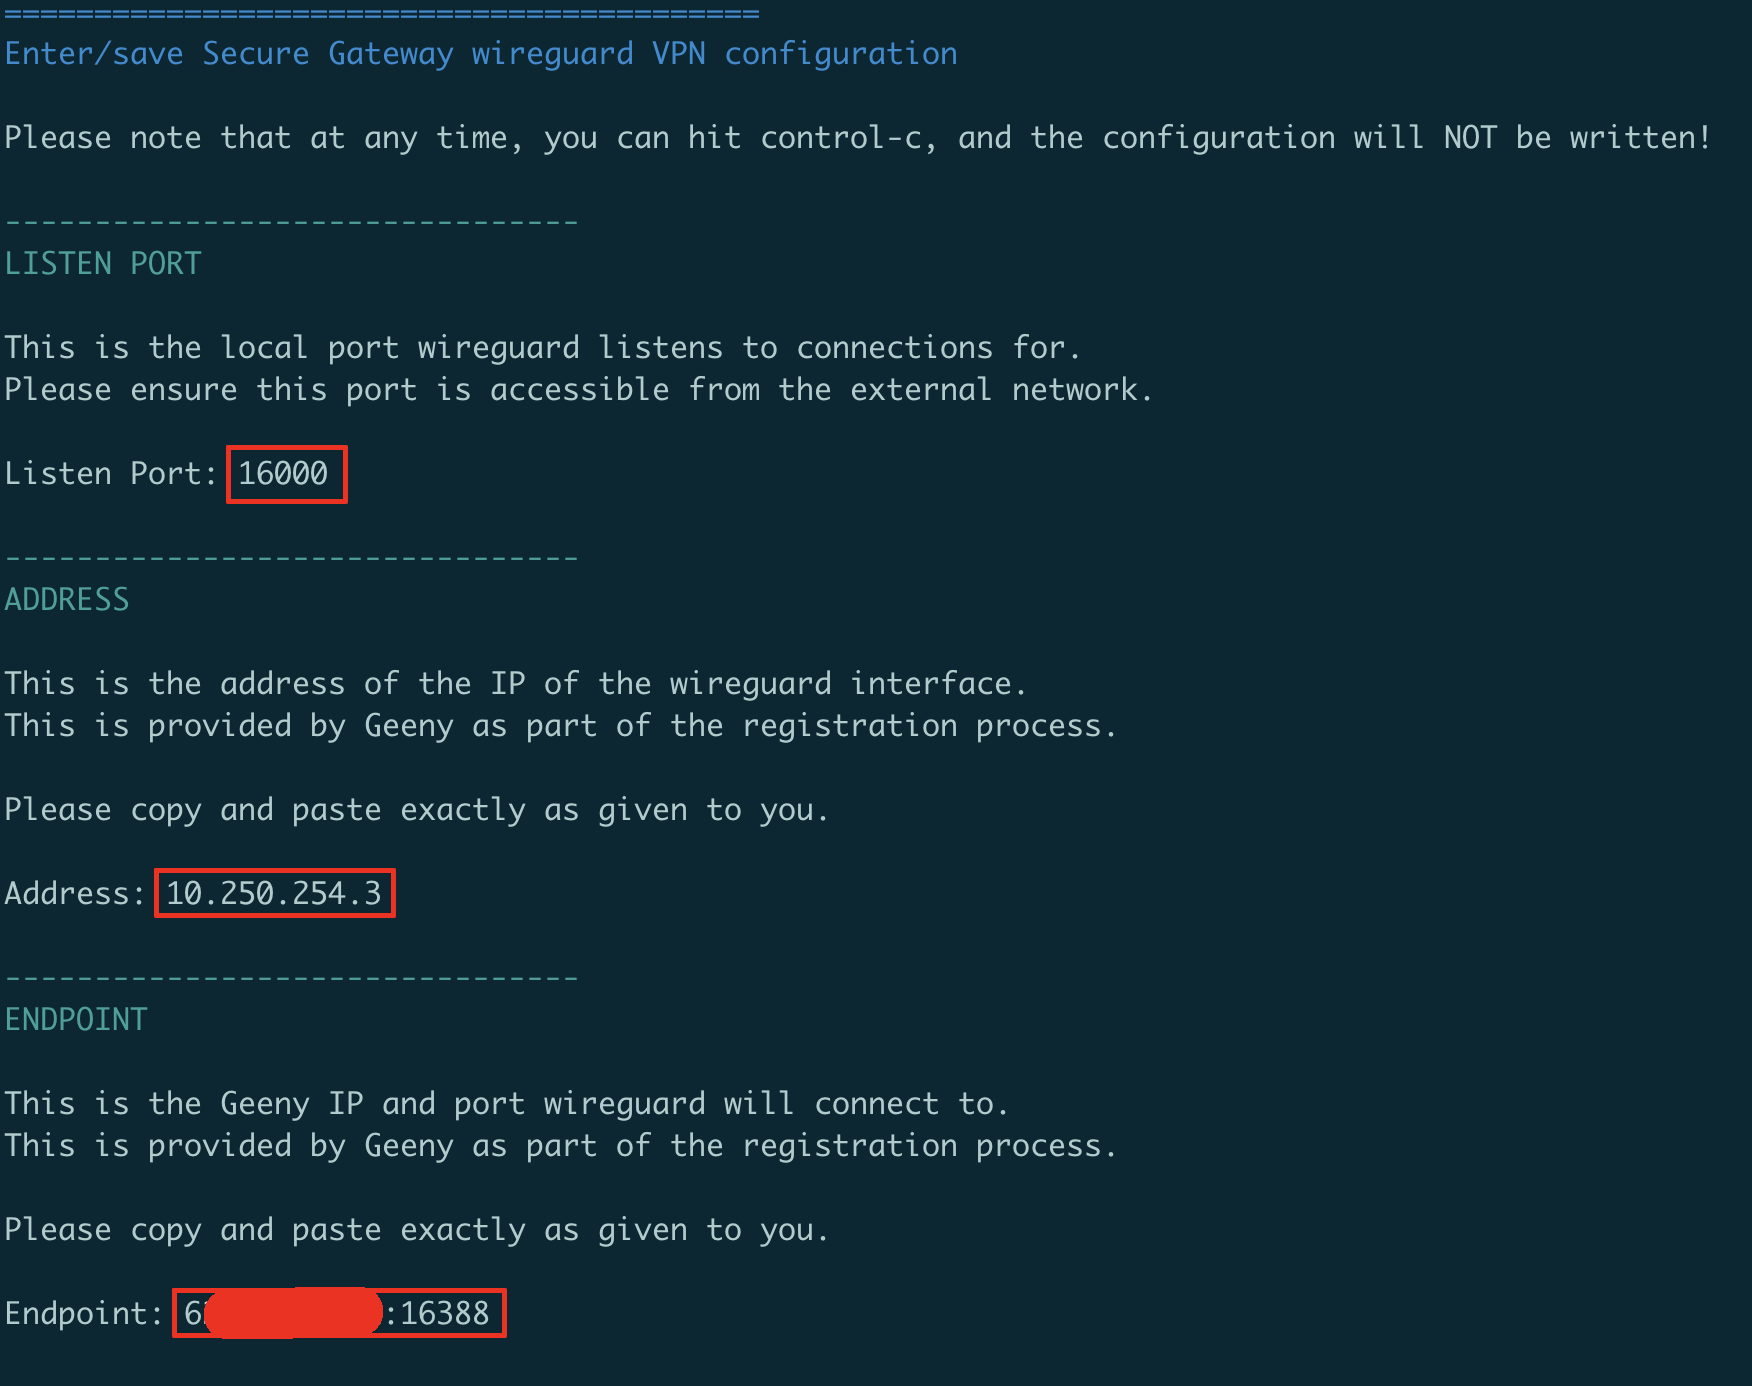 ==========================================
Enter/save Secure Gateway wireguard VPN configuration
Please note that at any time, you can hit control-c, and the configuration will NOT be written!
--------------------------------
LISTEN PORT
This is the local port wireguard listens to connections for.
Please ensure this port is accessible from the external network.
Listen Port: 16000
--------------------------------
ADDRESS
This is the address of the IP of the wireguard interface.
This is provided by Geeny as part of the registration process.
Please copy and paste exactly as given to you.
Address: 10.250.254.3
--------------------------------
ENDPOINT
This is the Geeny IP and port wireguard will connect to.
This is provided by Geeny as part of the registration process.
Please copy and paste exactly as given to you.
Endpoint: 6 :16388